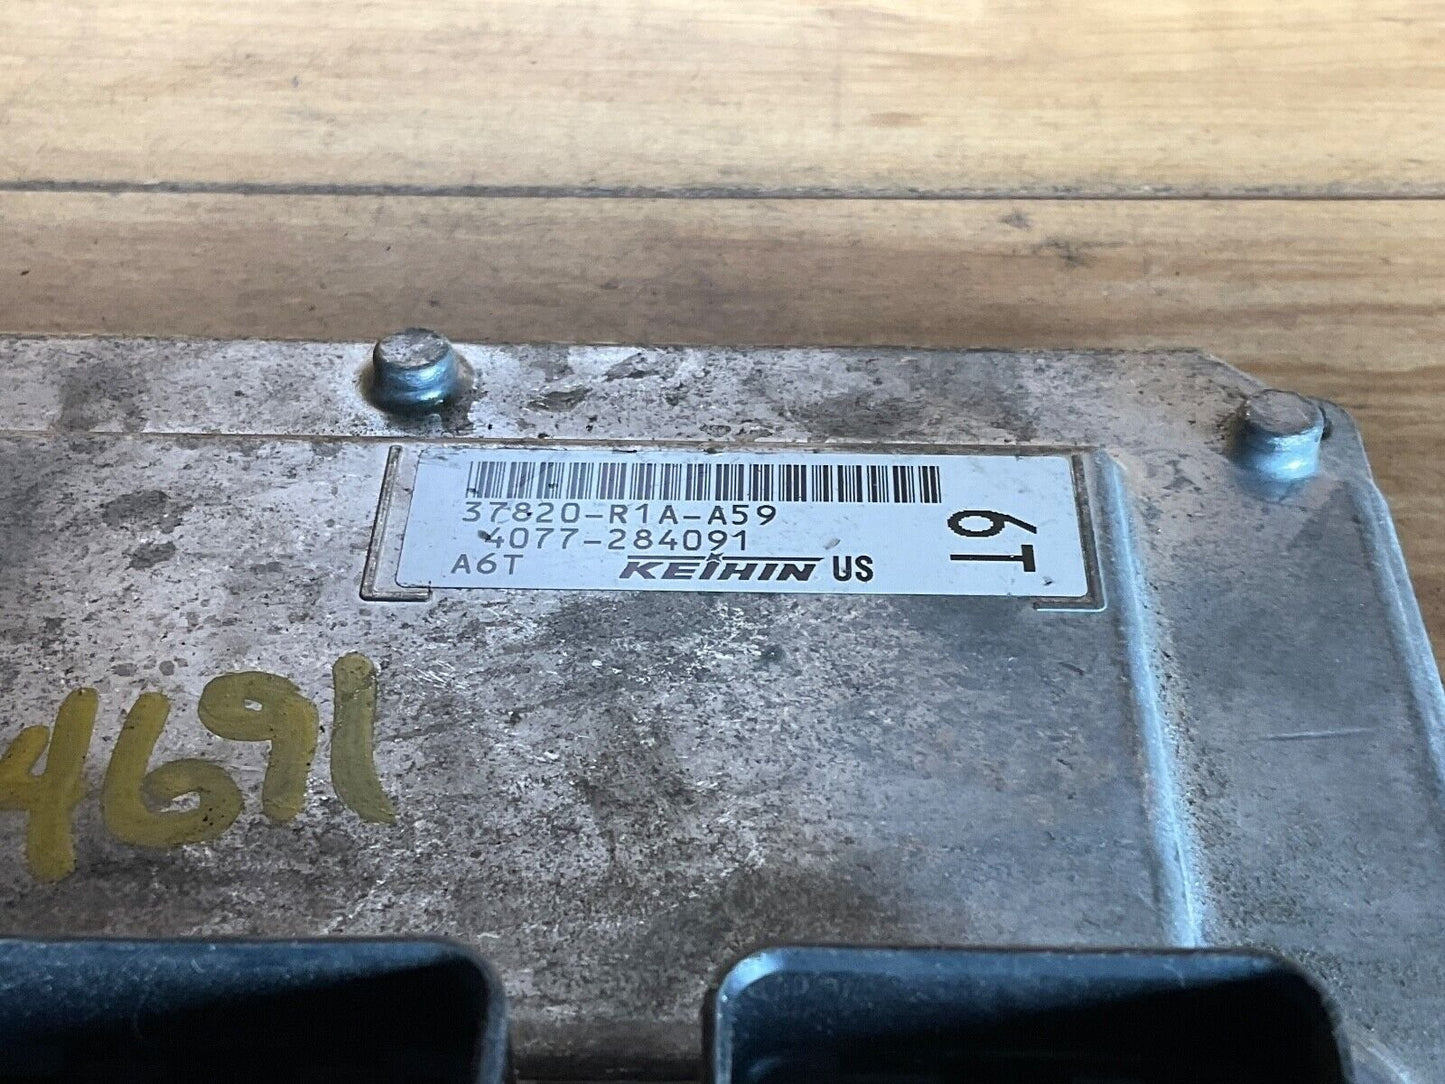 37820-R1A-A59
4077-284091
A6T KEIHIN US
6T
4691